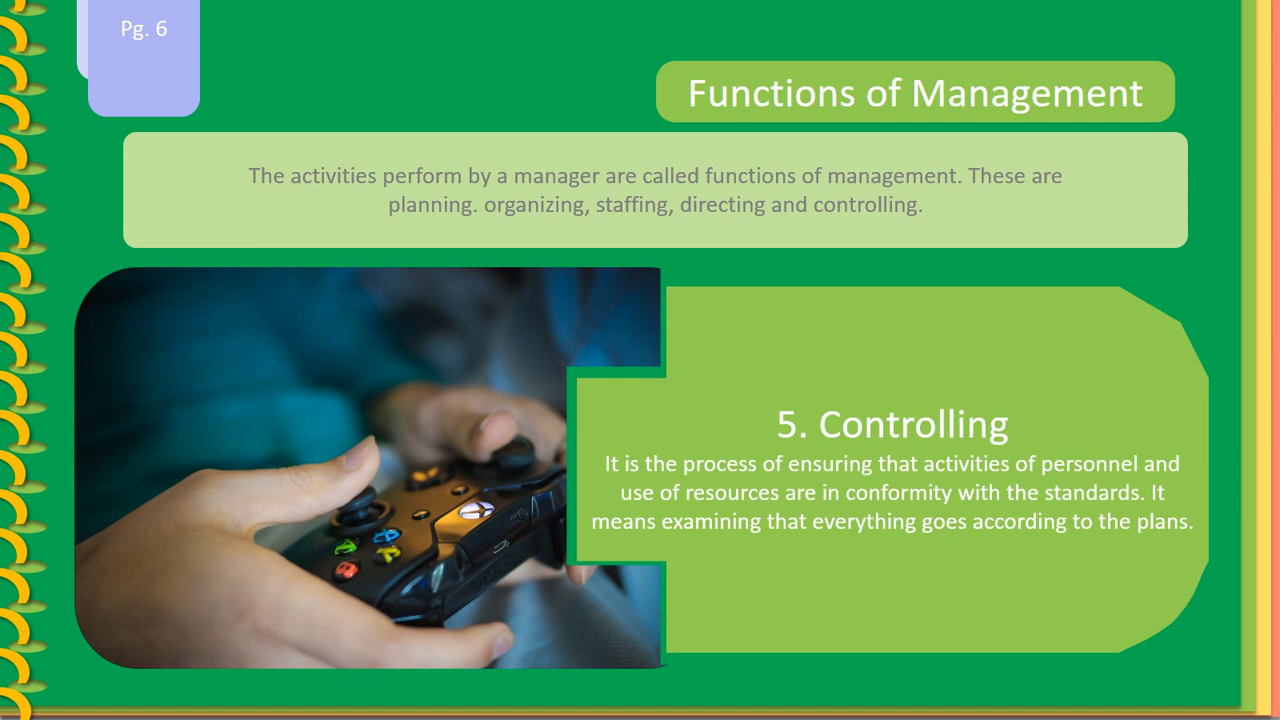 Pg. 6
Functions of Management
The activities perform by a manager are called functions of management. These are
planning. organizing, staffing, directing and controlling.
5. Controlling
It is the process of ensuring that activities of personnel and
use of resources are in conformity with the standards. It
means examining that everything goes according to the plans.